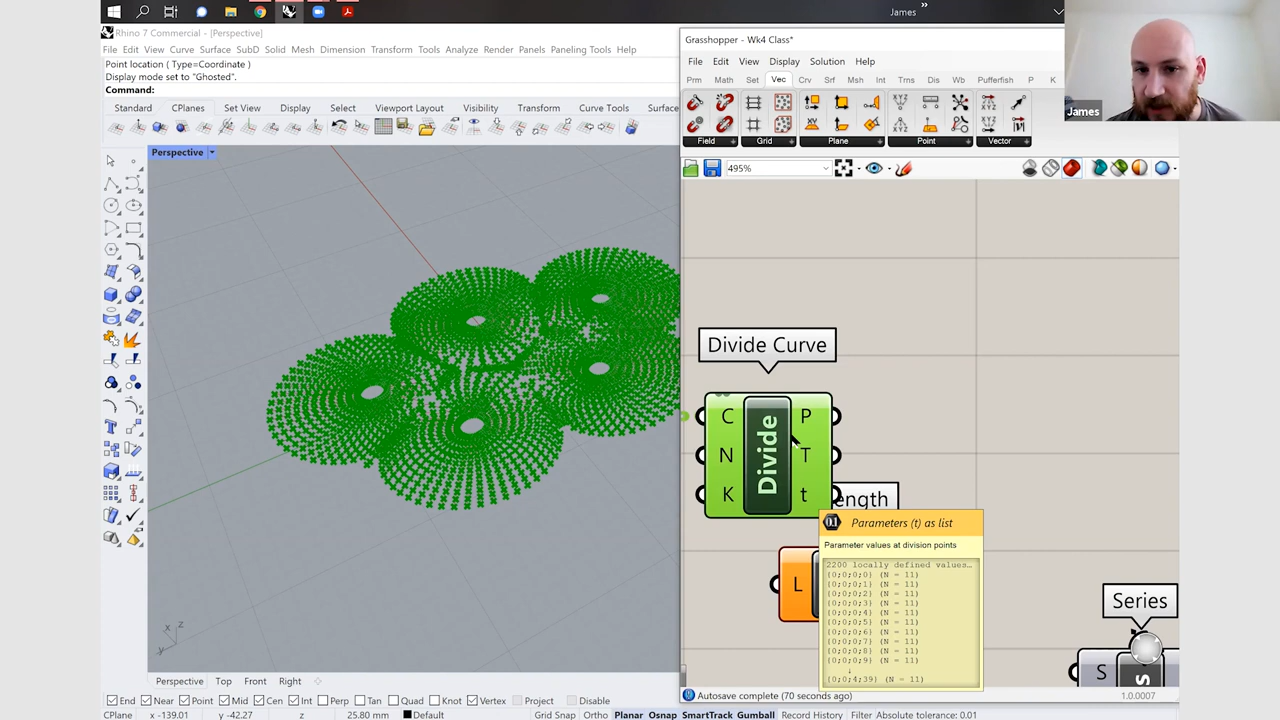 James
»
Rhino 7 Commercial - [Perspective]
File Edit View Curve Surface SubD Solid Mesh Dimension Transform Tools Analyze Render Panels Paneling Tools Help
Point location ( Type=Coordinate )
Display mode set to "Ghosted".
Command:
Standard CPlanes Set View Display Select Viewport Layout Visibility Transform Curve Tools Surface
Perspective
x
y
z
Perspective Top Front Right
End Near Point Mid Cen Int Perp Tan Quad Knot Vertex Project Disable
CPlane x -139.01 y -42.27 z 25.80 mm Default Grid Snap Ortho Planar Osnap SmartTrack Gumball Record History Filter Absolute tolerance: 0.01
Grasshopper - Wk4 Class*
File Edit View Display Solution Help
Prm Math Set Vec Crv Srf Msh Int Trns Dis Wb Pufferfish P K
Field Grid Plane Point Vector
495%
Divide Curve
C
N
K
Divide
P
T
t
ength
L
0.1 Parameters (t) as list
Parameter values at division points
2200 locally defined values...
{0;0;0;0} (N = 11)
{0;0;0;1} (N = 11)
{0;0;0;2} (N = 11)
{0;0;0;3} (N = 11)
{0;0;0;4} (N = 11)
{0;0;0;5} (N = 11)
{0;0;0;6} (N = 11)
{0;0;0;7} (N = 11)
{0;0;0;8} (N = 11)
{0;0;0;9} (N = 11)
{0;0;4;39} (N = 11)
Series
S
S
Autosave complete (70 seconds ago)
1.0.0007
James